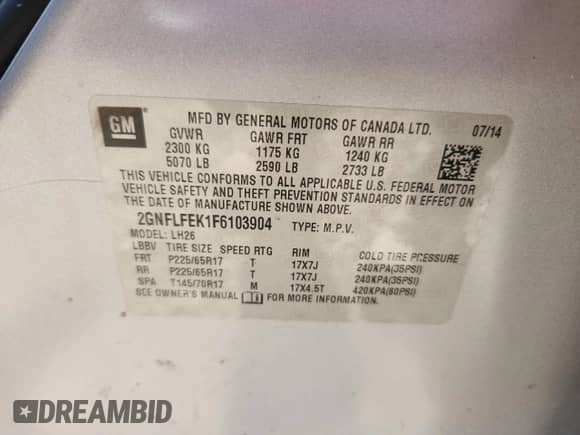 GM
MFD BY GENERAL MOTORS OF CANADA LTD. 07/14
GVWR GAWR FRT GAWR RR
2300 KG 1175 KG 1240 KG
5070 LB 2590 LB 2733 LB
THIS VEHICLE CONFORMS TO ALL APPLICABLE U.S. FEDERAL MOTOR
VEHICLE SAFETY AND THEFT PREVENTION STANDARDS IN EFFECT ON
THE DATE OF MANUFACTURE SHOWN ABOVE.
2GNFLFEK1F6103904 TYPE: M.P.V.
MODEL: LH26
LBBV TIRE SIZE SPEED RTG RIM COLD TIRE PRESSURE
FRT P225/65R17 T 17X7J 240KPA(35PSI)
RR P225/65R17 T 17X7J 240KPA(35PSI)
SPA T145/70R17 M 17X4.5T 420KPA(60PSI)
SEE OWNER'S MANUAL FOR MORE INFORMATION
DREAMBID